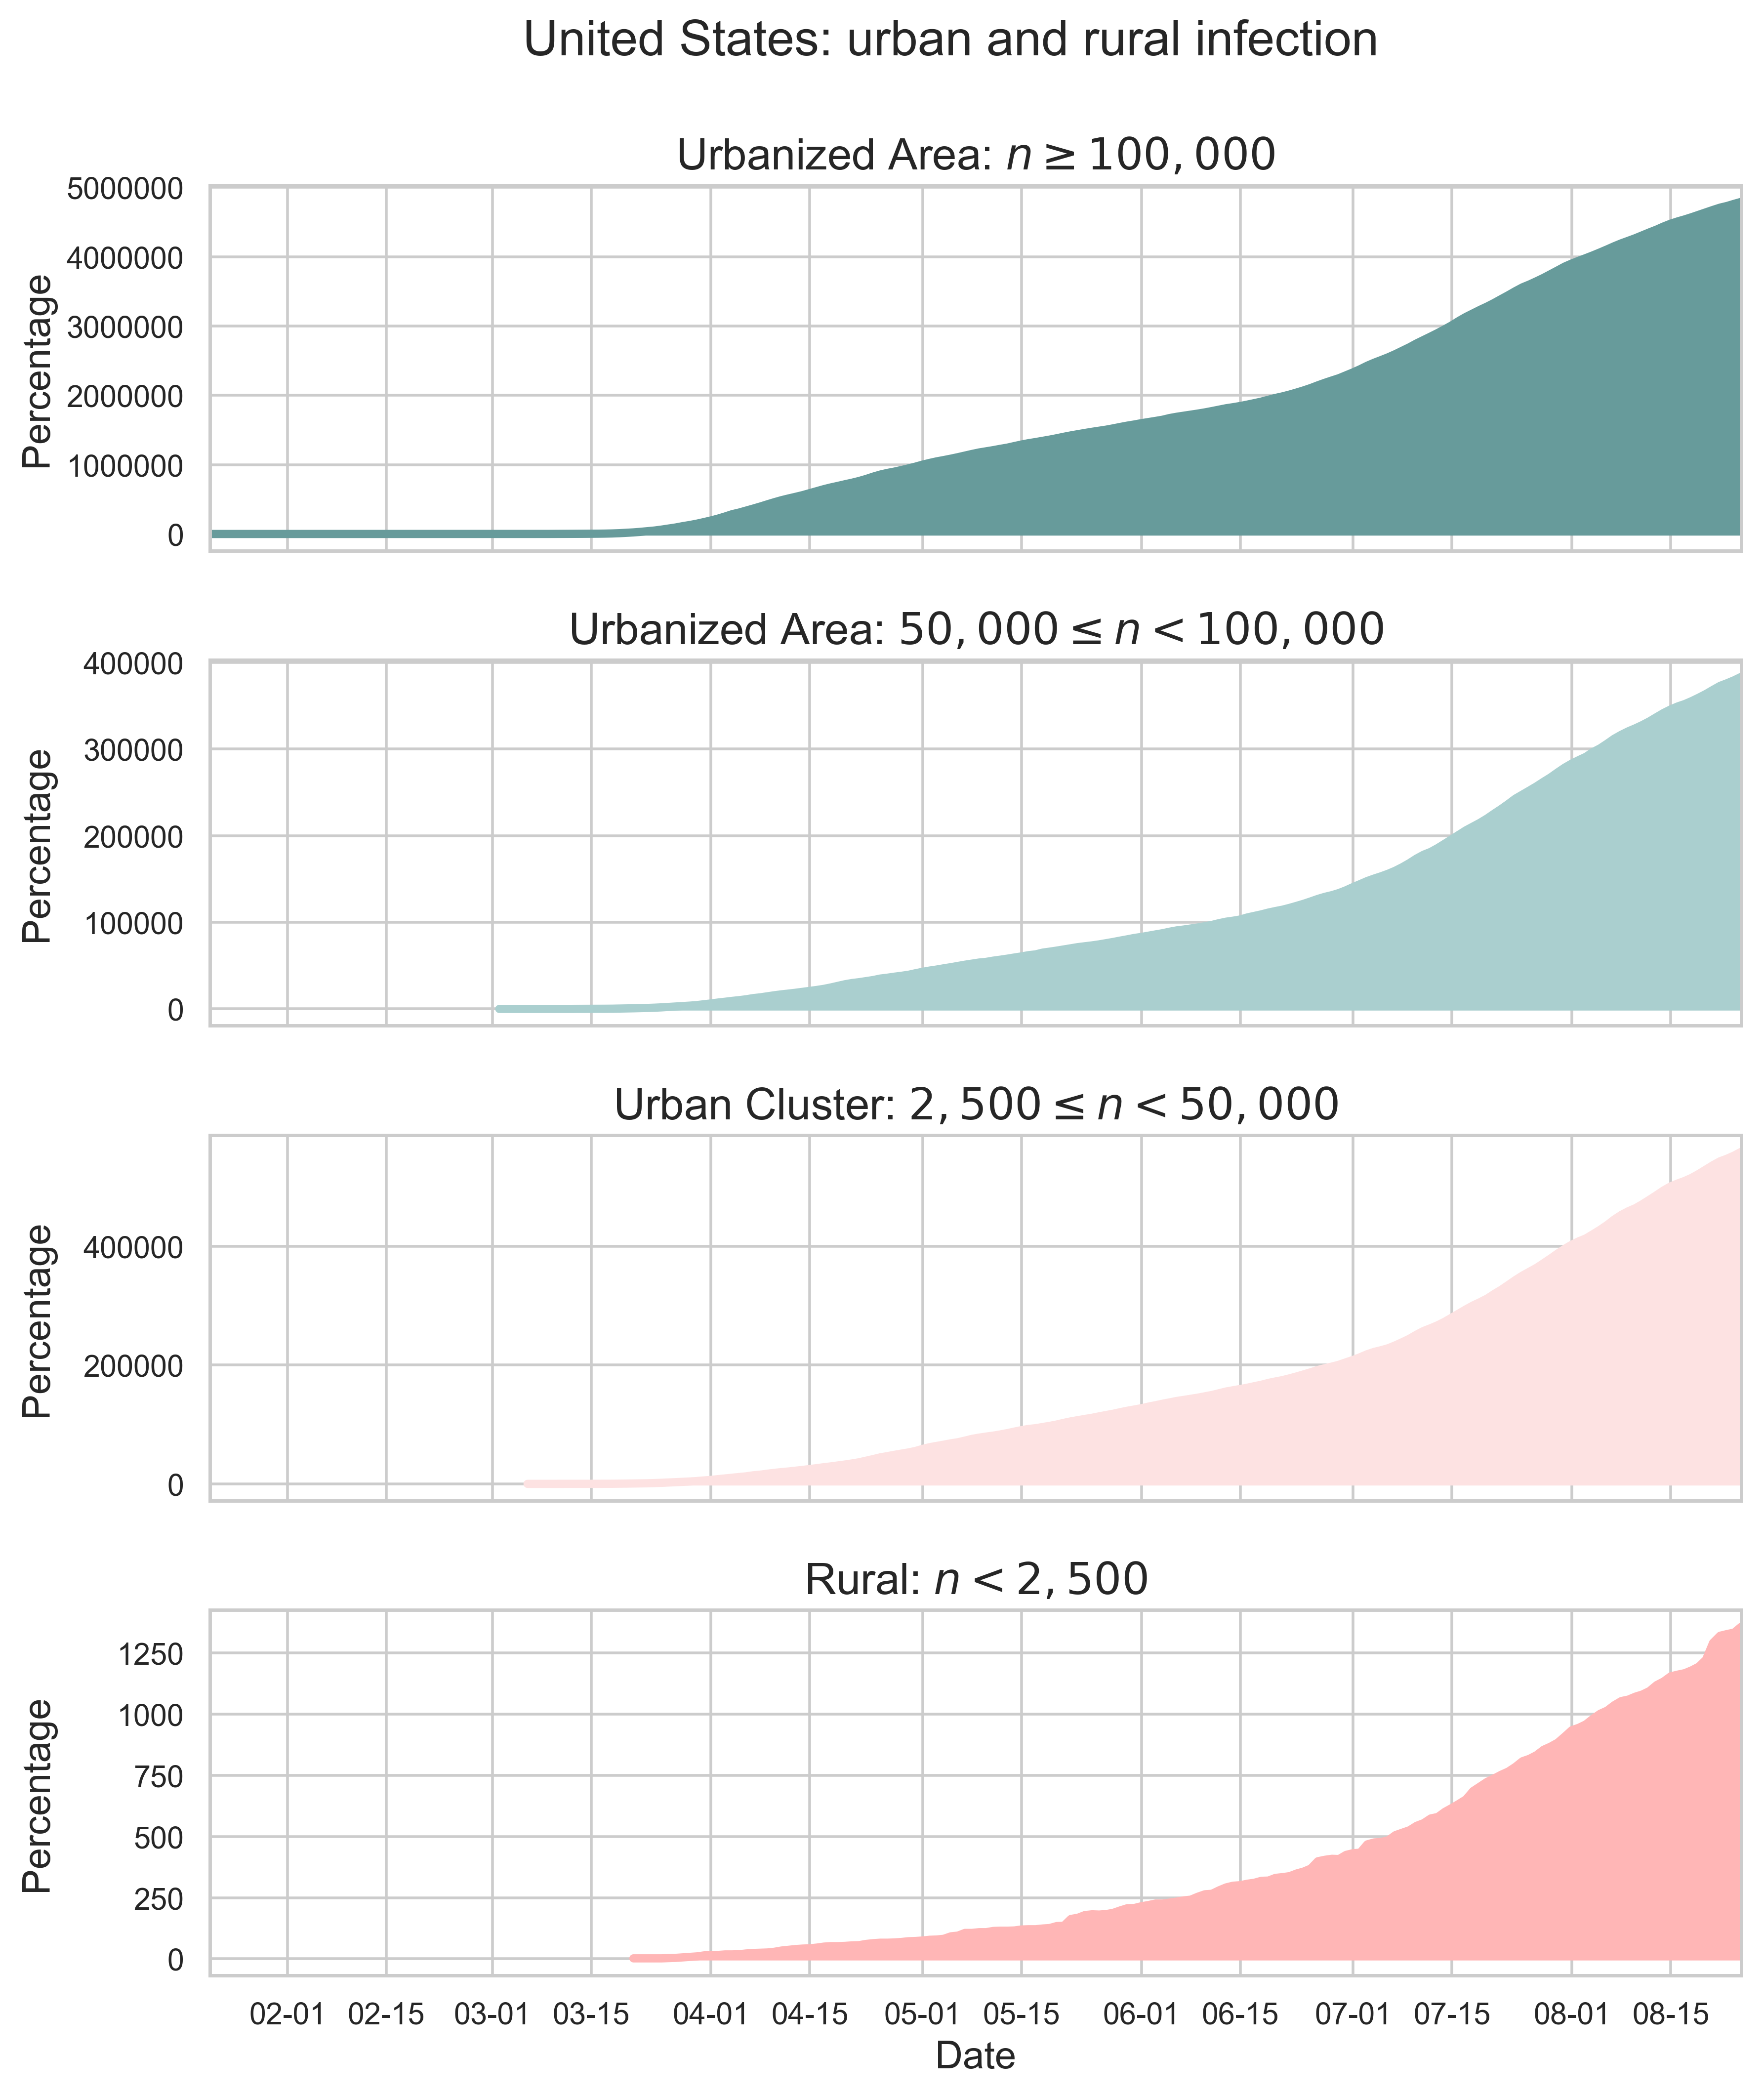 United States: urban and rural infection
Urbanized Area: n ≥ 100,000
5000000
4000000
3000000
2000000
1000000
0
Percentage
Urbanized Area: 50,000 ≤ n < 100,000
400000
300000
200000
100000
0
Percentage
Urban Cluster: 2,500 ≤ n < 50,000
400000
200000
0
Percentage
Rural: n < 2,500
1250
1000
750
500
250
0
Percentage
02-01 02-15 03-01 03-15 04-01 04-15 05-01 05-15 06-01 06-15 07-01 07-15 08-01 08-15
Date